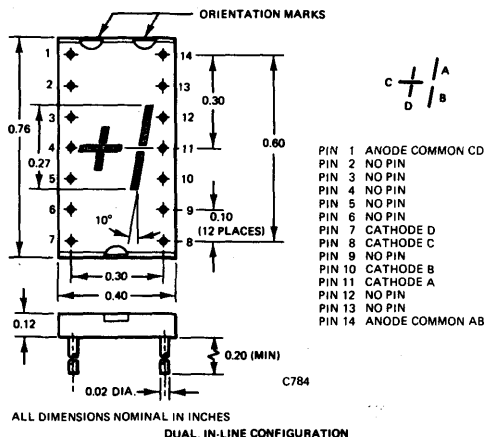 ORIENTATION MARKS
1
14
2
13
3
12
4
11
5
10
6
9
7
8
0.76
0.27
0.30
0.60
0.10
(12 PLACES)
10°
0.30
0.40
A
C
D
B
PIN 1 ANODE COMMON CD
PIN 2 NO PIN
PIN 3 NO PIN
PIN 4 NO PIN
PIN 5 NO PIN
PIN 6 NO PIN
PIN 7 CATHODE D
PIN 8 CATHODE C
PIN 9 NO PIN
PIN 10 CATHODE B
PIN 11 CATHODE A
PIN 12 NO PIN
PIN 13 NO PIN
PIN 14 ANODE COMMON AB
0.12
0.20 (MIN)
0.02 DIA.
C784
ALL DIMENSIONS NOMINAL IN INCHES
DUAL IN-LINE CONFIGURATION